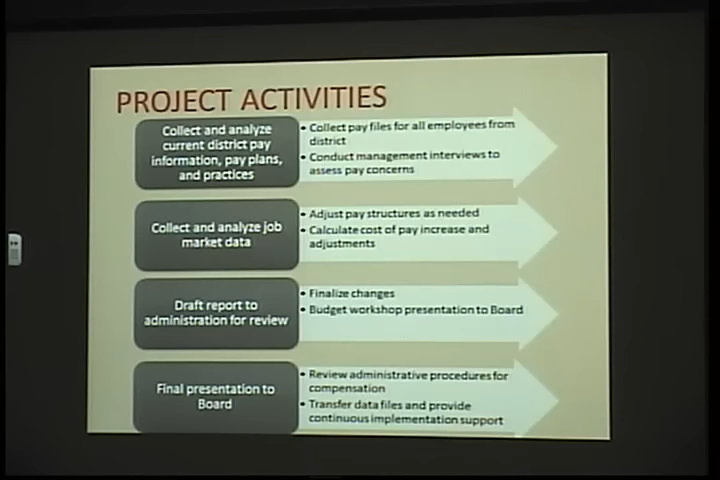 PROJECT ACTIVITIES
Collect and analyze
current district pay
information, pay plans,
and practices
• Collect pay files for all employees from
district
• Conduct management interviews to
assess pay concerns
Collect and analyze job
market data
• Adjust pay structures as needed
• Calculate cost of pay increase and
adjustments
Draft report to
administration for review
• Finalize changes
• Budget workshop presentation to Board
Final presentation to
Board
• Review administrative procedures for
compensation
• Transfer data files and provide
continuous implementation support